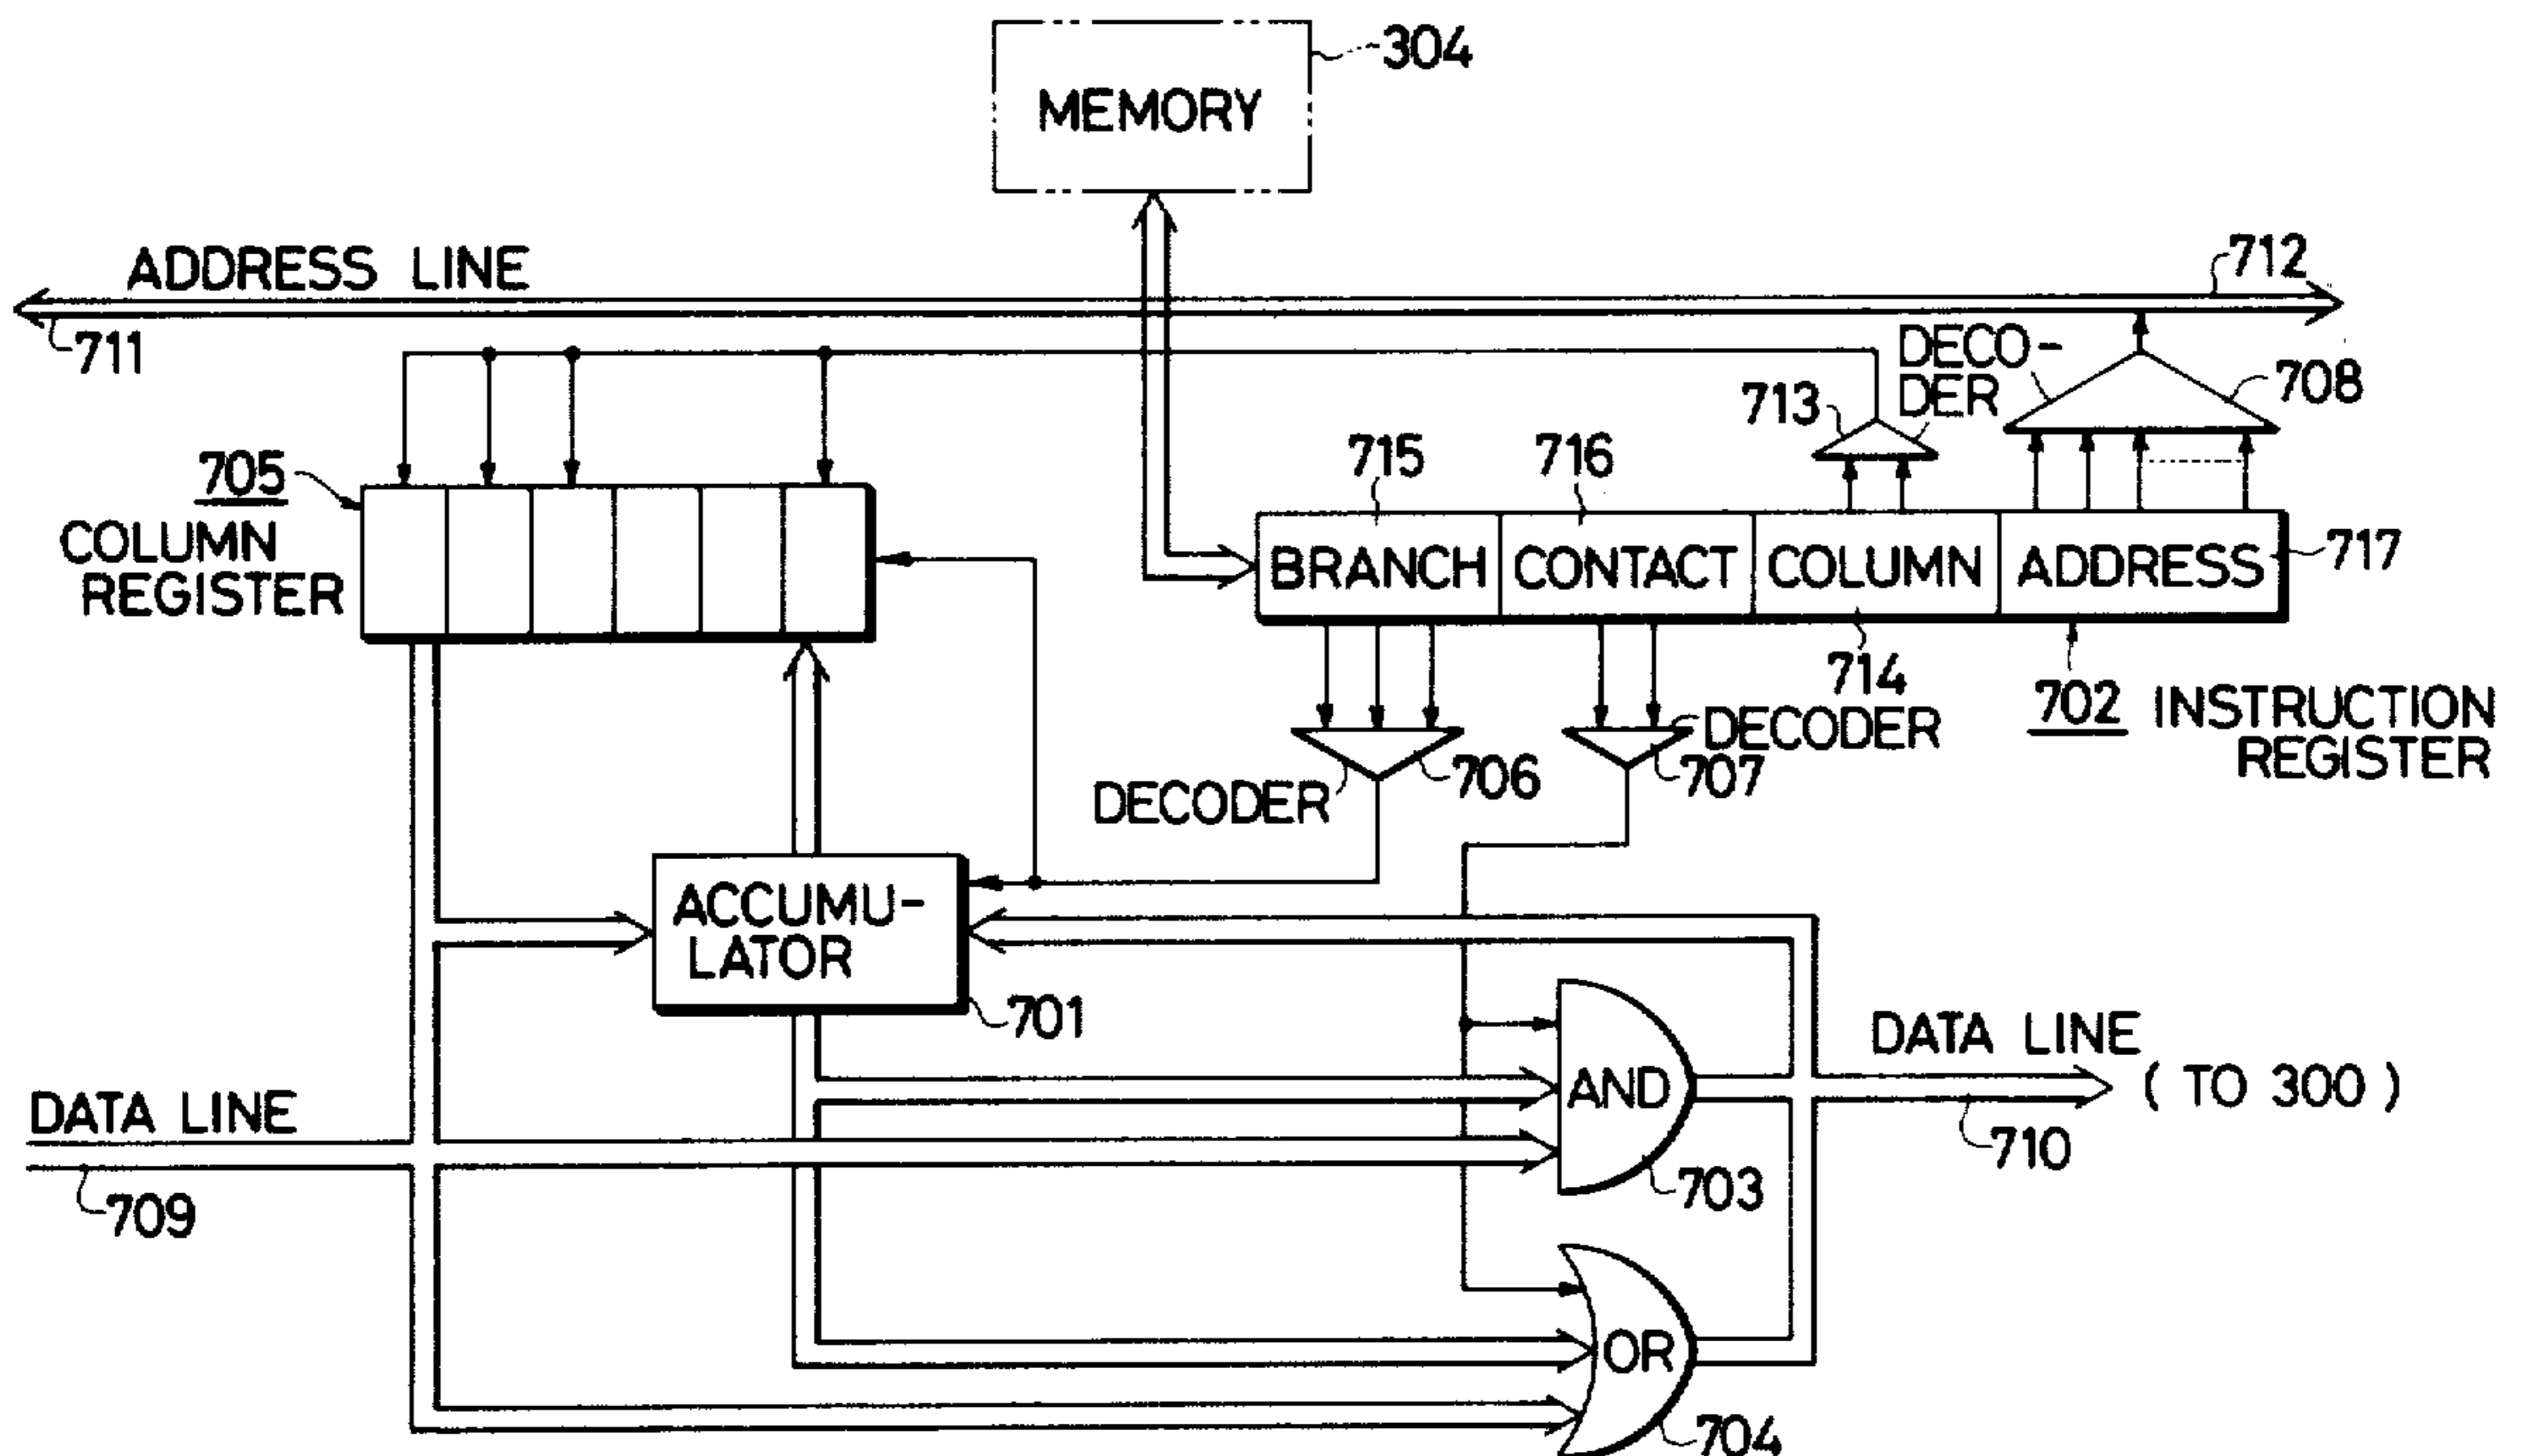 304
MEMORY
712
ADDRESS LINE
711
DECO-
DER
708
713
705
COLUMN
REGISTER
715
716
BRANCH
CONTACT
COLUMN
ADDRESS
717
714
702 INSTRUCTION
REGISTER
DECODER
707
706
DECODER
ACCUMU-
LATOR
701
DATA LINE
( TO 300 )
AND
710
DATA LINE
703
709
OR
704